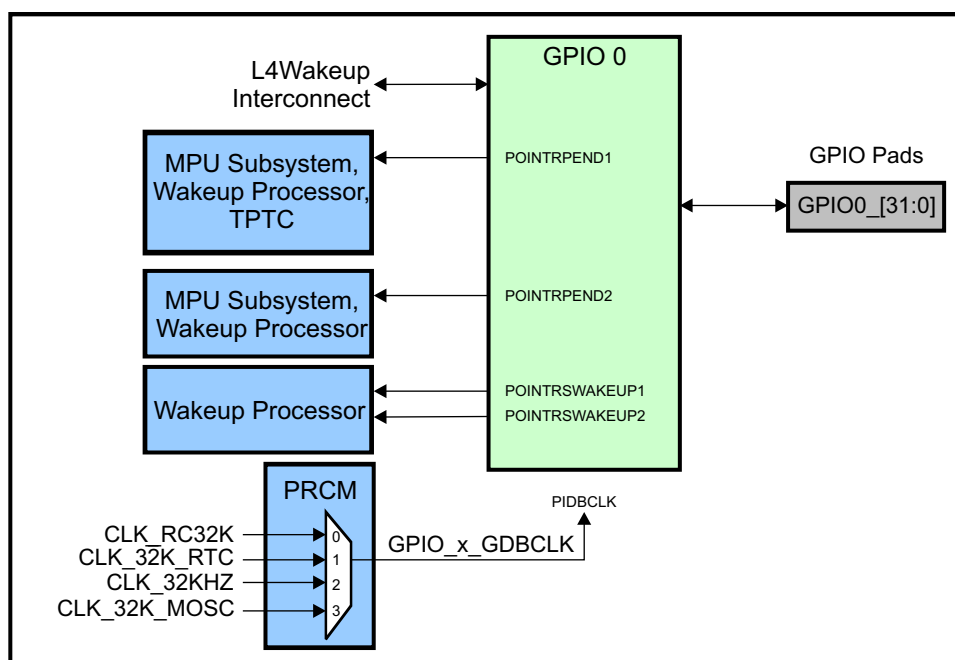 GPIO 0
L4Wakeup
Interconnect
MPU Subsystem,
Wakeup Processor,
TPTC
POINTRPEND1
GPIO Pads
GPIO0_[31:0]
MPU Subsystem,
Wakeup Processor
POINTRPEND2
Wakeup Processor
POINTRSWAKEUP1
POINTRSWAKEUP2
PRCM
PIDBCLK
CLK_RC32K
0
CLK_32K_RTC
1
GPIO_x_GDBCLK
CLK_32KHZ
2
CLK_32K_MOSC
3